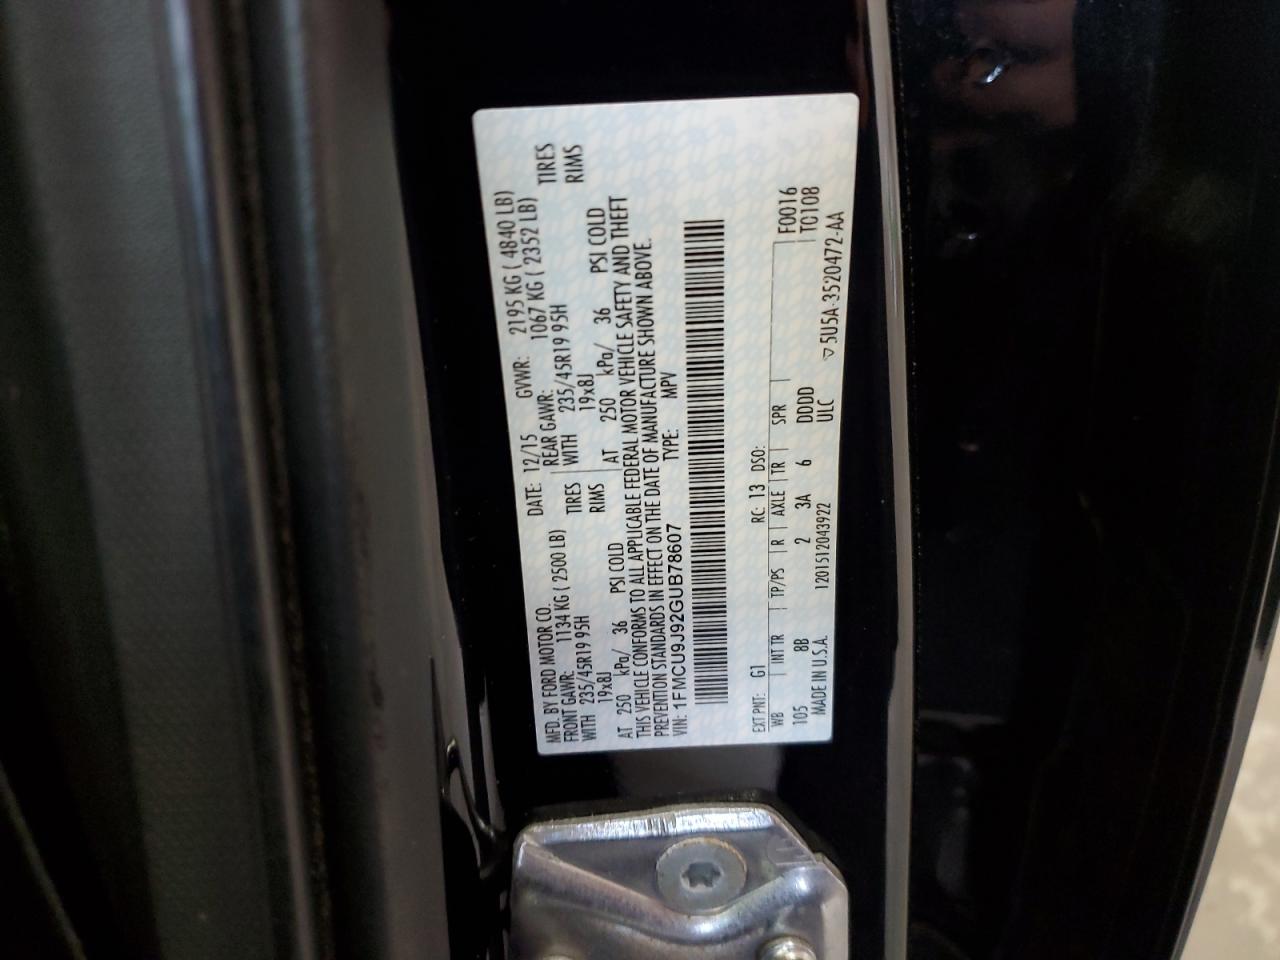 MFD. BY FORD MOTOR CO.
DATE: 12/15 GVWR: 2195 KG ( 4840 LB)
FRONT GAWR: 1134 KG ( 2500 LB) REAR GAWR: 1067 KG ( 2352 LB)
WITH 235/45R19 95H TIRES WITH 235/45R19 95H TIRES
19x8J RIMS 19x8J RIMS
AT 250 kPa/ 36 PSI COLD AT 250 kPa/ 36 PSI COLD
THIS VEHICLE CONFORMS TO ALL APPLICABLE FEDERAL MOTOR VEHICLE SAFETY AND THEFT
PREVENTION STANDARDS IN EFFECT ON THE DATE OF MANUFACTURE SHOWN ABOVE.
VIN: 1FMCU9J92GUB78607 TYPE: MPV
EXT PNT: G1 RC: 13 DSO: F0016
WB INT TR TP/PS R AXLE TR SPR T0108
105 8B 2 3A 6 DDDD
MADE IN U.S.A. 1201512043922 ULC ▽5U5A-3520472-AA